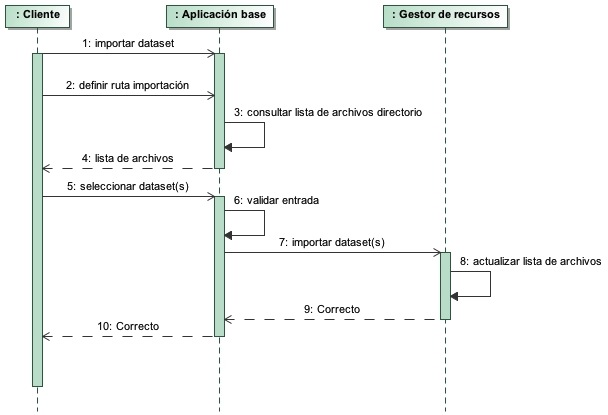 : Cliente
: Aplicación base
: Gestor de recursos
1: importar dataset
2: definir ruta importación
3: consultar lista de archivos directorio
4: lista de archivos
5: seleccionar dataset(s)
6: validar entrada
7: importar dataset(s)
8: actualizar lista de archivos
9: Correcto
10: Correcto